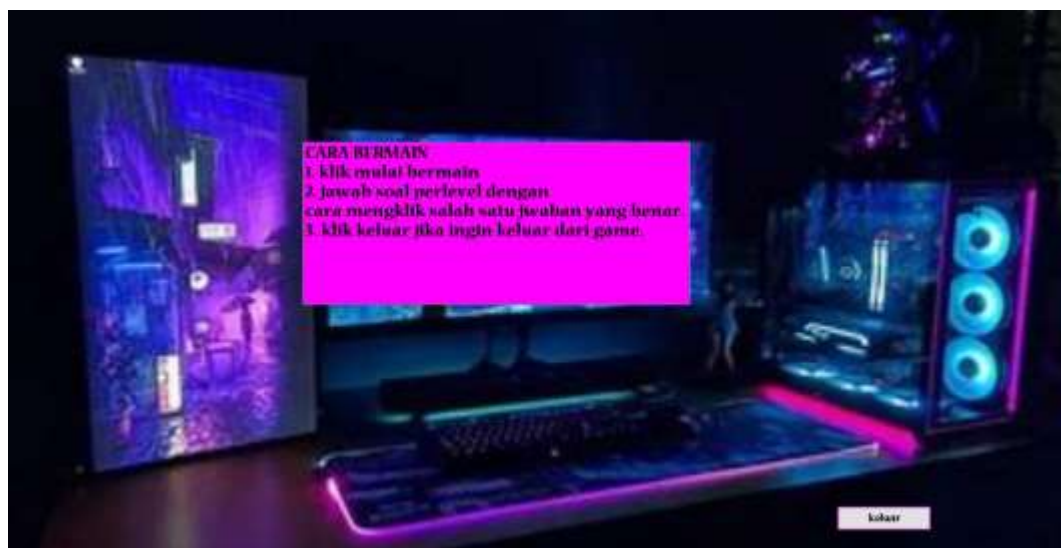 CARA BERMAIN
1. klik mulai bermain
2. jawab soal perlevel dengan
cara mengklik salah satu jwaban yang benar.
3. klik keluar jika ingin keluar dari game.
keluar